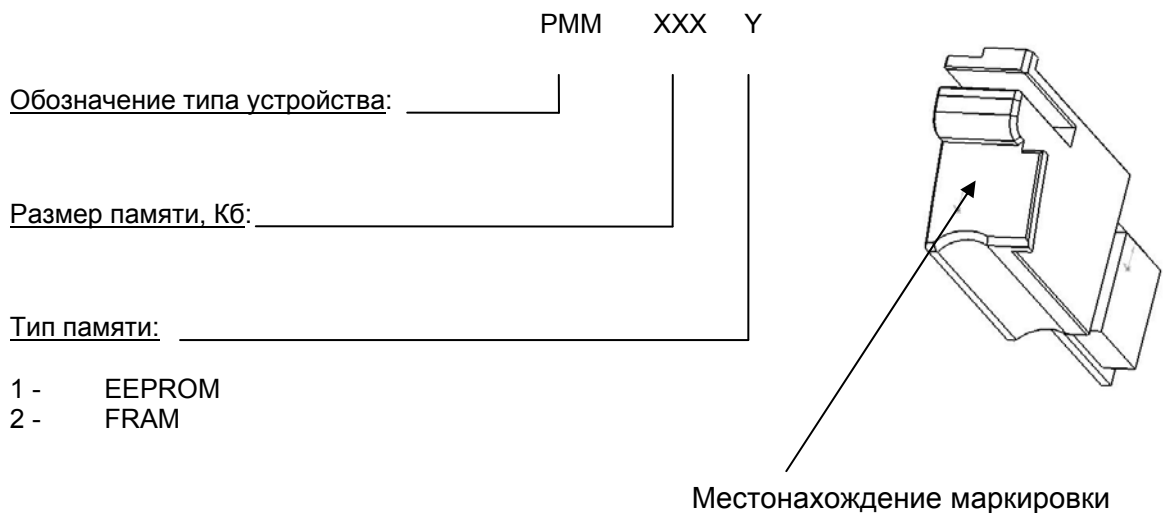 PMM XXX Y
Обозначение типа устройства:
Размер памяти, Кб:
Тип памяти:
1 - EEPROM
2 - FRAM
Местонахождение маркировки